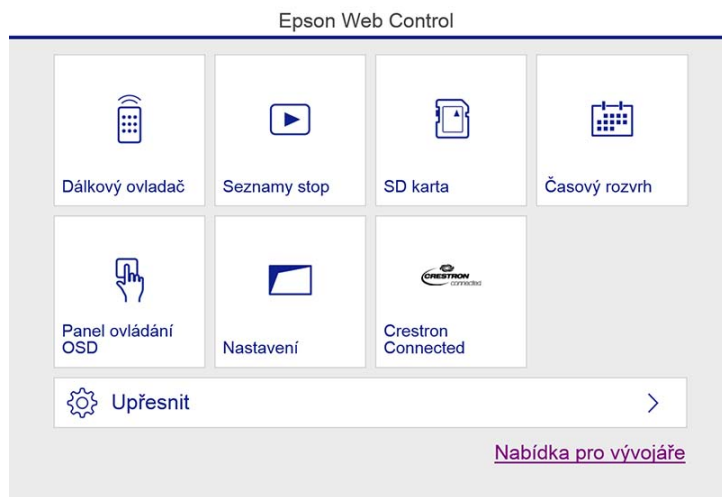 Epson Web Control
Dálkový ovladač
Seznamy stop
SD karta
Časový rozvrh
Panel ovládání
OSD
Nastavení
CRESTRON
connected
Crestron
Connected
Upřesnit
Nabídka pro vývojáře